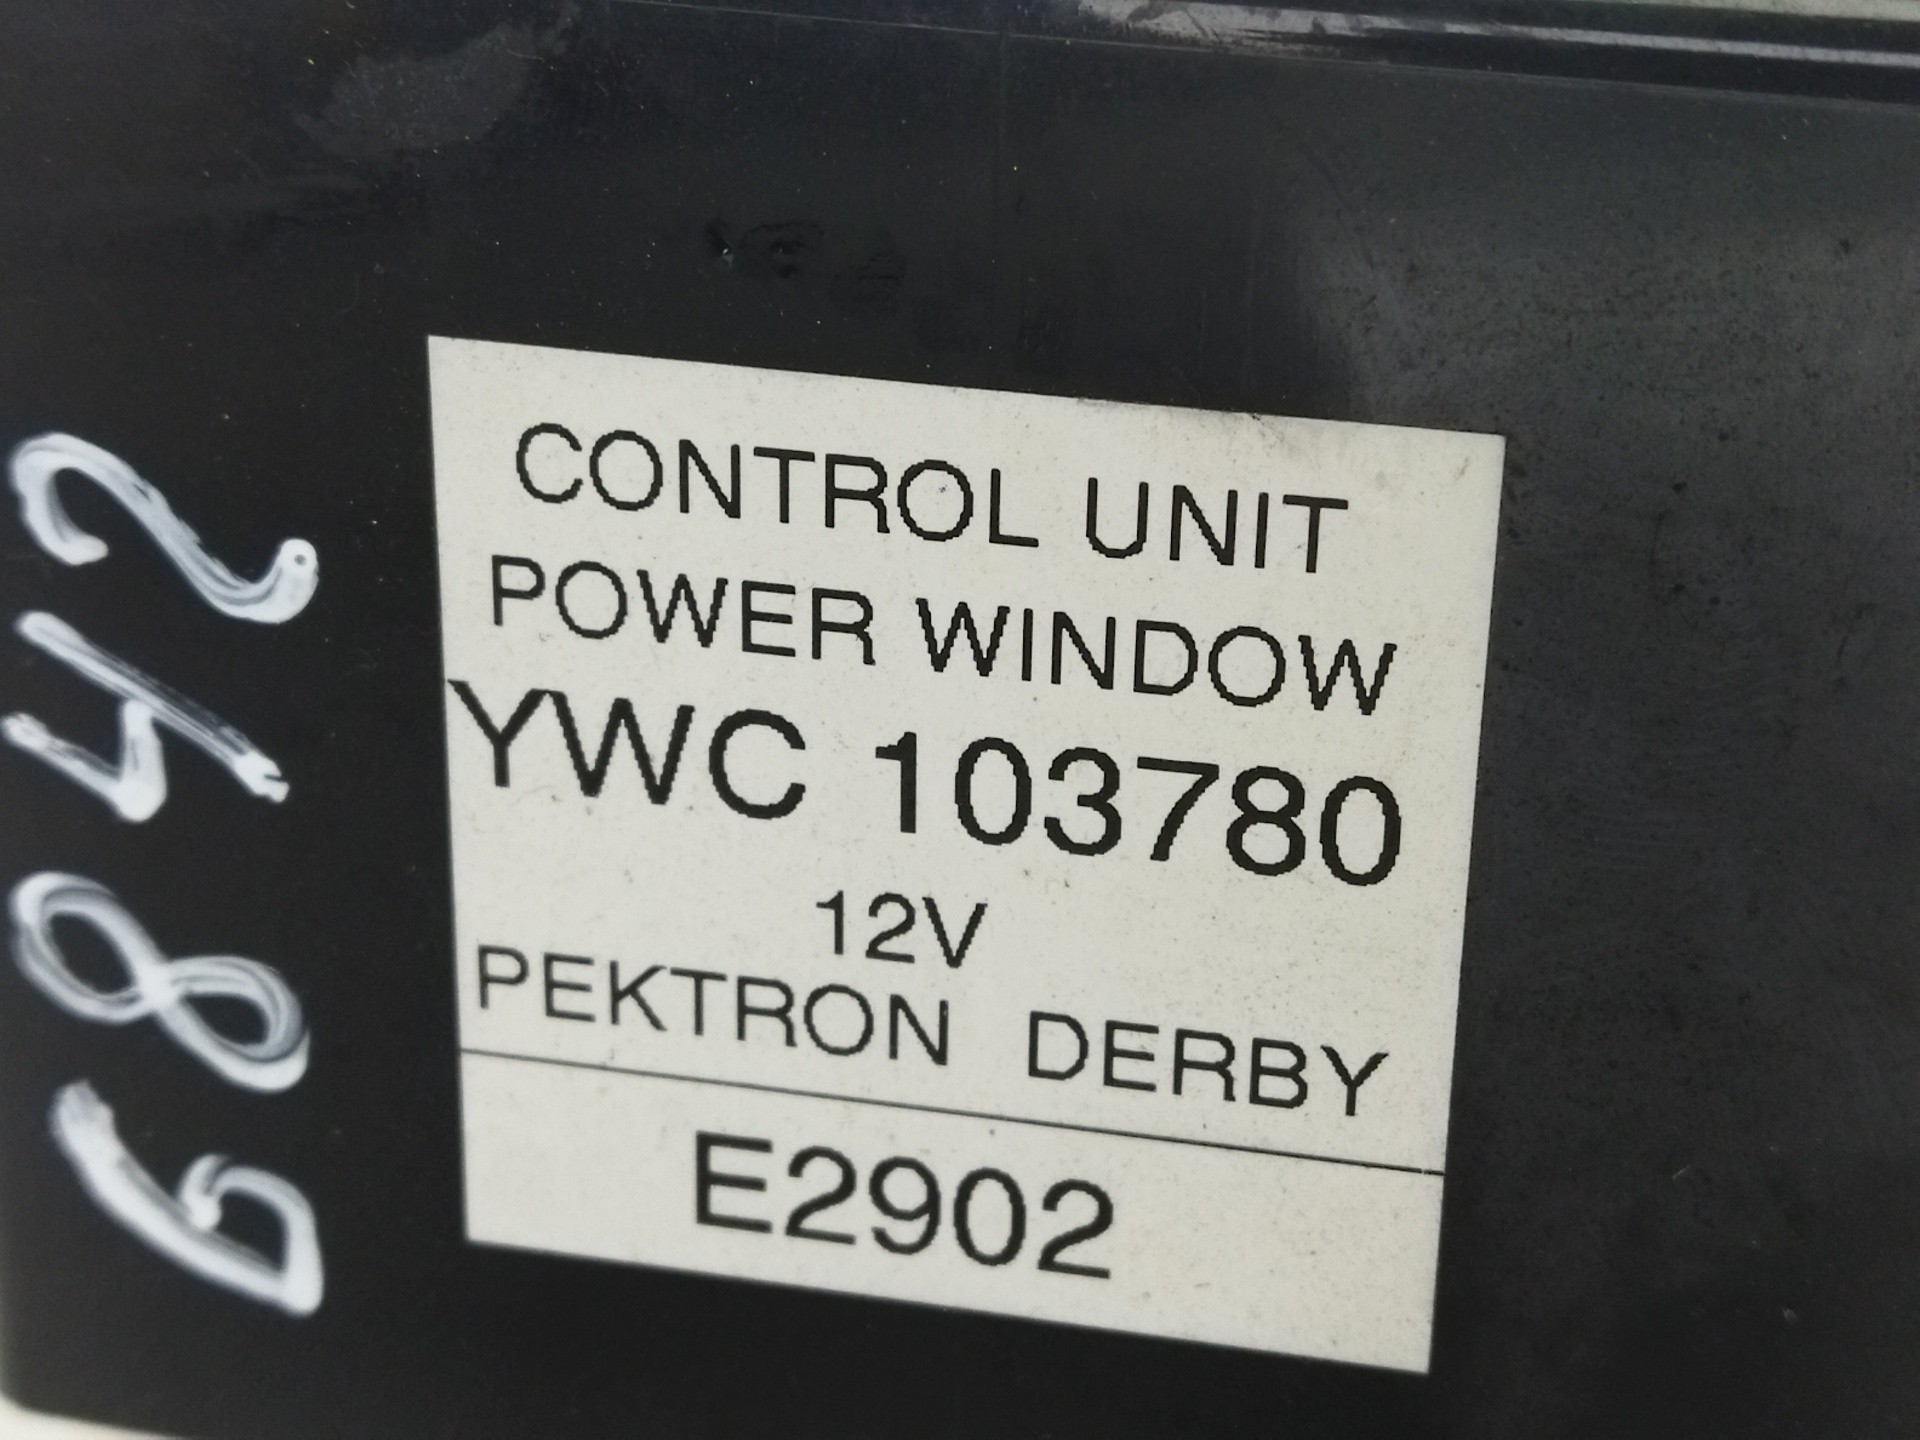 CONTROL UNIT
POWER WINDOW
YWC 103780
12V
PEKTRON DERBY
E2902
6842